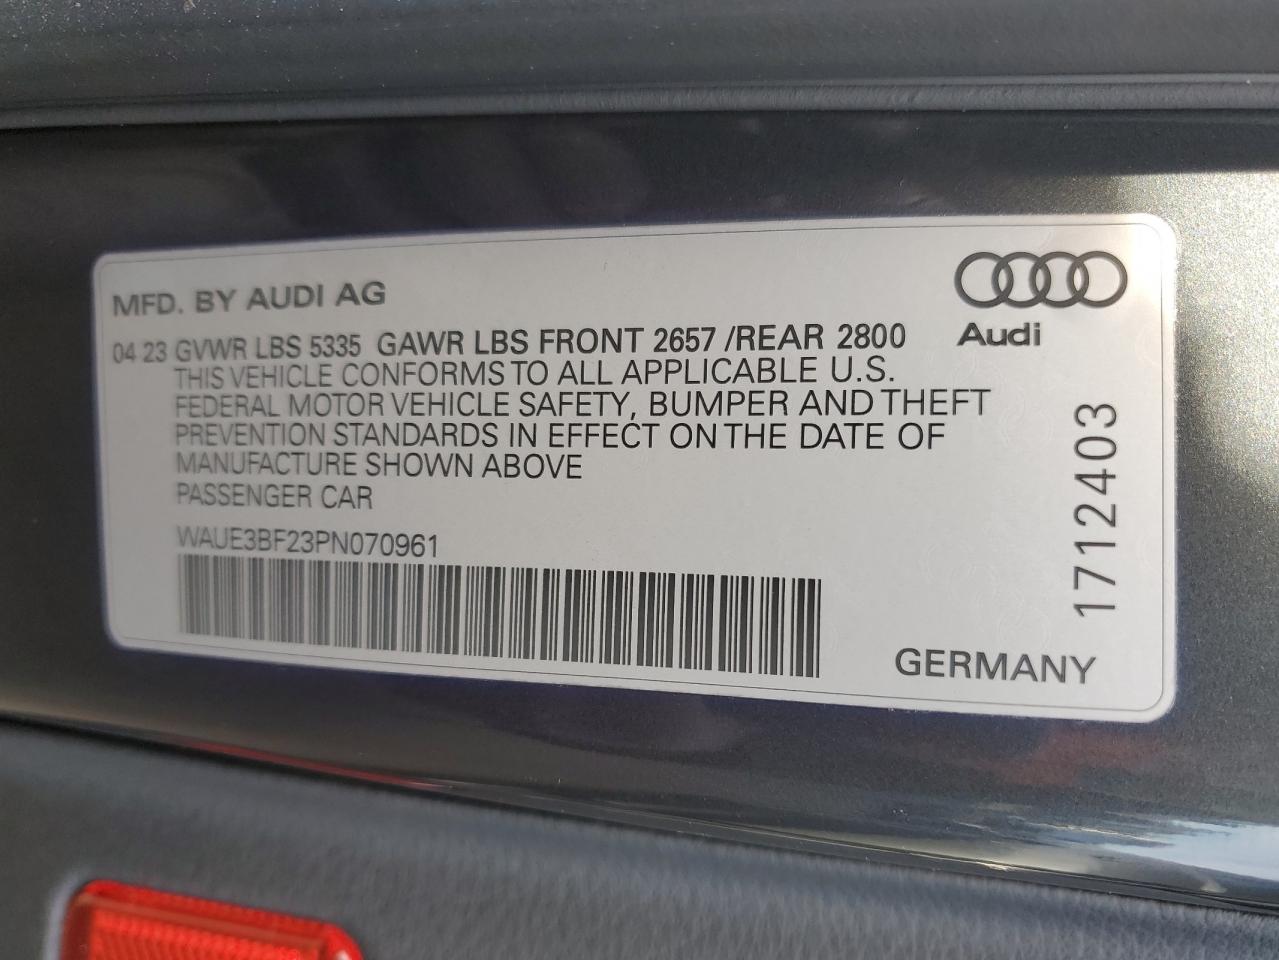 MFD. BY AUDI AG
Audi
04 23 GVWR LBS 5335 GAWR LBS FRONT 2657 /REAR 2800
THIS VEHICLE CONFORMS TO ALL APPLICABLE U.S.
FEDERAL MOTOR VEHICLE SAFETY, BUMPER AND THEFT
PREVENTION STANDARDS IN EFFECT ON THE DATE OF
MANUFACTURE SHOWN ABOVE
PASSENGER CAR
WAUE3BF23PN070961
1712403
GERMANY